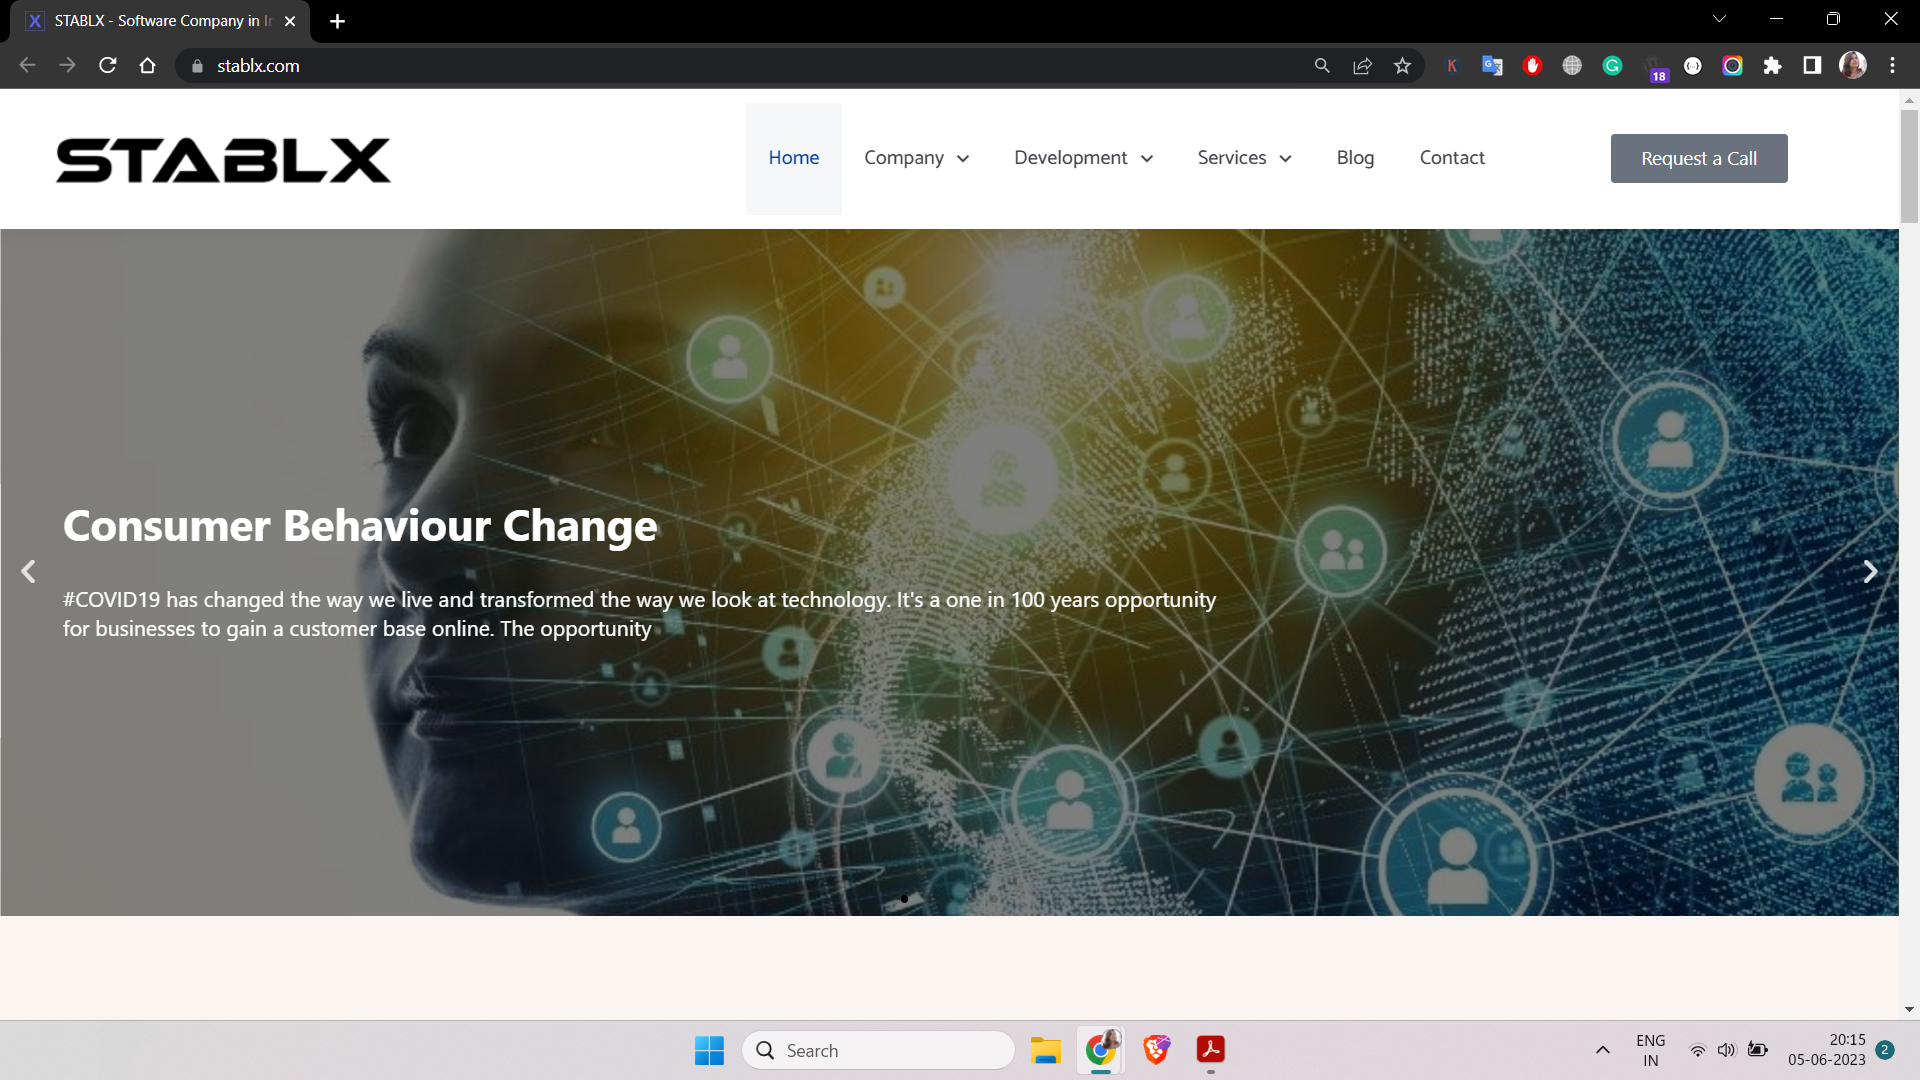 STABLX - Software Company in I
stablx.com
K
G
18
STABLX
Home
Company
Development
Services
Blog
Contact
Request a Call
Consumer Behaviour Change
#COVID19 has changed the way we live and transformed the way we look at technology. It's a one in 100 years opportunity
for businesses to gain a customer base online. The opportunity
Search
ENG
IN
20:15
05-06-2023
2